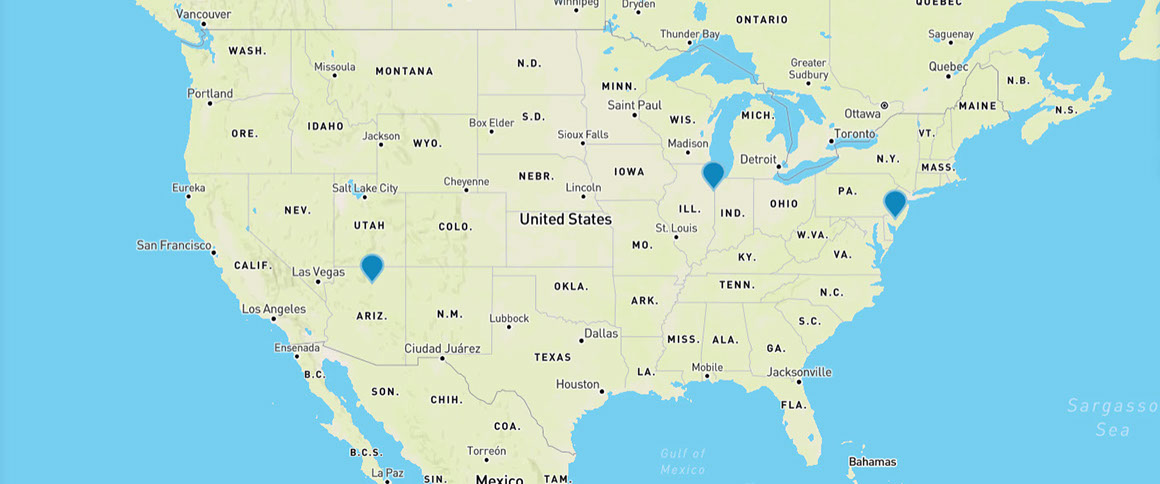 Winnipeg
Dryden
QUEBEC
Vancouver
ONTARIO
Thunder Bay
Saguenay
WASH.
Missoula
MONTANA
N.D.
Greater
Sudbury
Quebec
N.B.
MINN.
Portland
Saint Paul
MAINE
N.S.
Ottawa
ORE.
IDAHO
Jackson
WYO.
Box Elder
S.D.
Sioux Falls
WIS.
MICH.
Madison
Toronto
VT.
Detroit
N.Y.
MASS.
Eureka
Salt Lake City
Cheyenne
NEBR.
Lincoln
IOWA
PA.
NEV.
UTAH
COLO.
United States
ILL.
IND.
OHIO
St. Louis
W.VA.
San Francisco
MO.
KY.
VA.
CALIF.
Las Vegas
OKLA.
ARK.
TENN.
N.C.
Los Angeles
ARIZ.
N.M.
Lubbock
Dallas
MISS.
ALA.
S.C.
GA.
Ensenada
Ciudad Juárez
TEXAS
B.C.
LA.
Mobile
Jacksonville
SON.
CHIH.
Houston
FLA.
Sargasso
Sea
COA.
B.C.S.
Torreón
Gulf of
Mexico
Bahamas
La Paz
SIN.
Mexico
TAM.